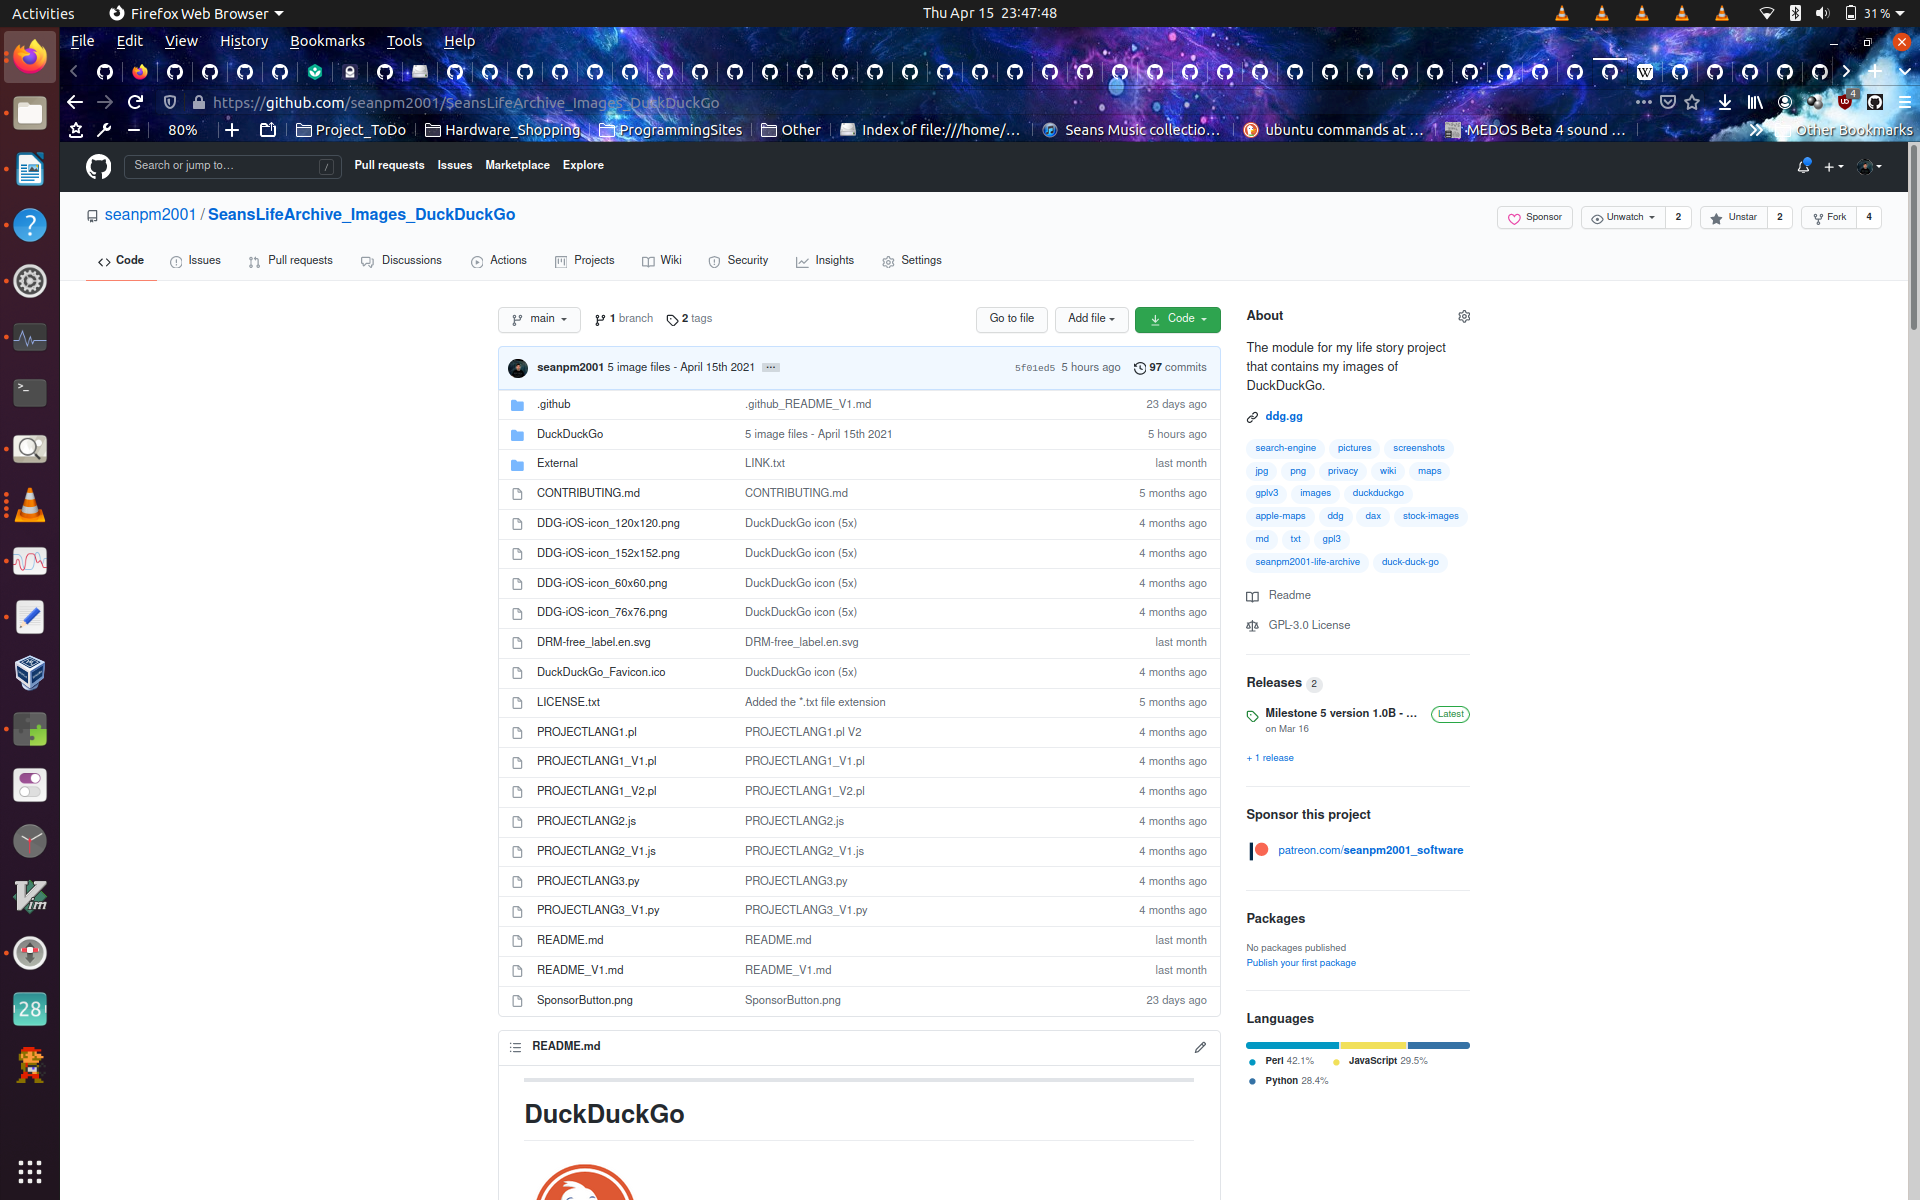 Activities Firefox Web Browser Thu Apr 15 23:47:48 31 %
File Edit View History Bookmarks Tools Help
https://github.com/seanpm2001/SeansLifeArchive_Images_DuckDuckGo 4
80% Project_ToDo Hardware_Shopping ProgrammingSites Other Index of file:///home/... Seans Music collectio... ubuntu commands at ... MEDOS Beta 4 sound ... Other Bookmarks
Search or jump to... / Pull requests Issues Marketplace Explore
seanpm2001 / SeansLifeArchive_Images_DuckDuckGo Sponsor Unwatch 2 Unstar 2 Fork 4
Code Issues Pull requests Discussions Actions Projects Wiki Security Insights Settings
main 1 branch 2 tags Go to file Add file Code
seanpm2001 5 image files - April 15th 2021 ... 5f01ed5 5 hours ago 97 commits
.github .github_README_V1.md 23 days ago
DuckDuckGo 5 image files - April 15th 2021 5 hours ago
External LINK.txt last month
CONTRIBUTING.md CONTRIBUTING.md 5 months ago
DDG-iOS-icon_120x120.png DuckDuckGo icon (5x) 4 months ago
DDG-iOS-icon_152x152.png DuckDuckGo icon (5x) 4 months ago
DDG-iOS-icon_60x60.png DuckDuckGo icon (5x) 4 months ago
DDG-iOS-icon_76x76.png DuckDuckGo icon (5x) 4 months ago
DRM-free_label.en.svg DRM-free_label.en.svg last month
DuckDuckGo_Favicon.ico DuckDuckGo icon (5x) 4 months ago
LICENSE.txt Added the *.txt file extension 5 months ago
PROJECTLANG1.pl PROJECTLANG1.pl V2 4 months ago
PROJECTLANG1_V1.pl PROJECTLANG1_V1.pl 4 months ago
PROJECTLANG1_V2.pl PROJECTLANG1_V2.pl 4 months ago
PROJECTLANG2.js PROJECTLANG2.js 4 months ago
PROJECTLANG2_V1.js PROJECTLANG2_V1.js 4 months ago
PROJECTLANG3.py PROJECTLANG3.py 4 months ago
PROJECTLANG3_V1.py PROJECTLANG3_V1.py 4 months ago
README.md README.md last month
README_V1.md README_V1.md last month
SponsorButton.png SponsorButton.png 23 days ago
README.md
DuckDuckGo
About
The module for my life story project
that contains my images of
DuckDuckGo.
ddg.gg
search-engine pictures screenshots
jpg png privacy wiki maps
gplv3 images duckduckgo
apple-maps ddg dax stock-images
md txt gpl3
seanpm2001-life-archive duck-duck-go
Readme
GPL-3.0 License
Releases 2
Milestone 5 version 1.0B - ... Latest
on Mar 16
+ 1 release
Sponsor this project
patreon.com/seanpm2001_software
Packages
No packages published
Publish your first package
Languages
Perl 42.1% JavaScript 29.5%
Python 28.4%
28